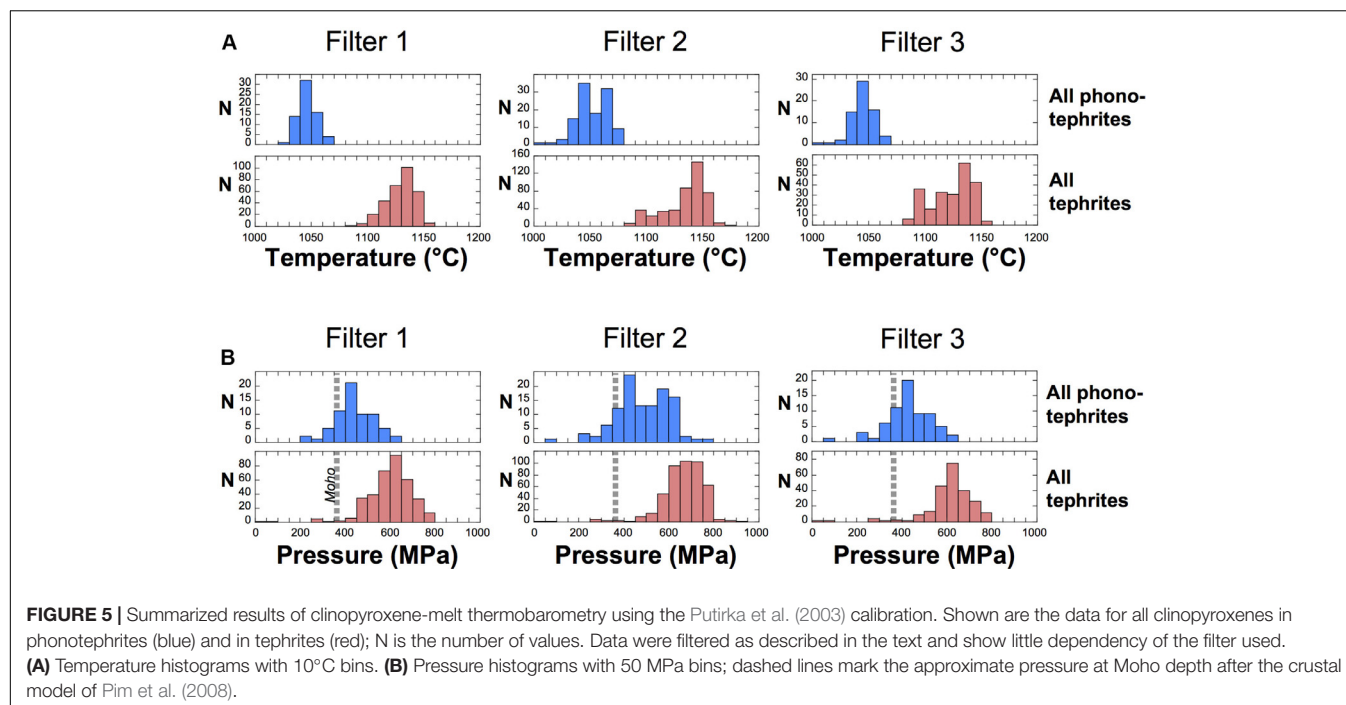 A
Filter 1 Filter 2 Filter 3
30
25
20
15
10
5
0
N
30
20
10
0
N
30
20
10
0
N
All phono-
tephrites
100
80
60
40
20
0
N
160
120
80
40
0
N
60
50
40
30
20
10
0
N
All
tephrites
1000 1050 1100 1150 1200
1000 1050 1100 1150 1200
1000 1050 1100 1150 1200
Temperature (°C) Temperature (°C) Temperature (°C)
B
Filter 1 Filter 2 Filter 3
20
15
10
5
0
N
20
15
10
5
0
N
20
15
10
5
0
N
All phono-
tephrites
80
60
40
20
0
N
Moho
100
80
60
40
20
0
N
80
60
40
20
0
N
All
tephrites
0 200 400 600 800 1000
0 200 400 600 800 1000
0 200 400 600 800 1000
Pressure (MPa) Pressure (MPa) Pressure (MPa)
FIGURE 5 | Summarized results of clinopyroxene-melt thermobarometry using the Putirka et al. (2003) calibration. Shown are the data for all clinopyroxenes in
phonotephrites (blue) and in tephrites (red); N is the number of values. Data were filtered as described in the text and show little dependency of the filter used.
(A) Temperature histograms with 10°C bins. (B) Pressure histograms with 50 MPa bins; dashed lines mark the approximate pressure at Moho depth after the crustal
model of Pim et al. (2008).